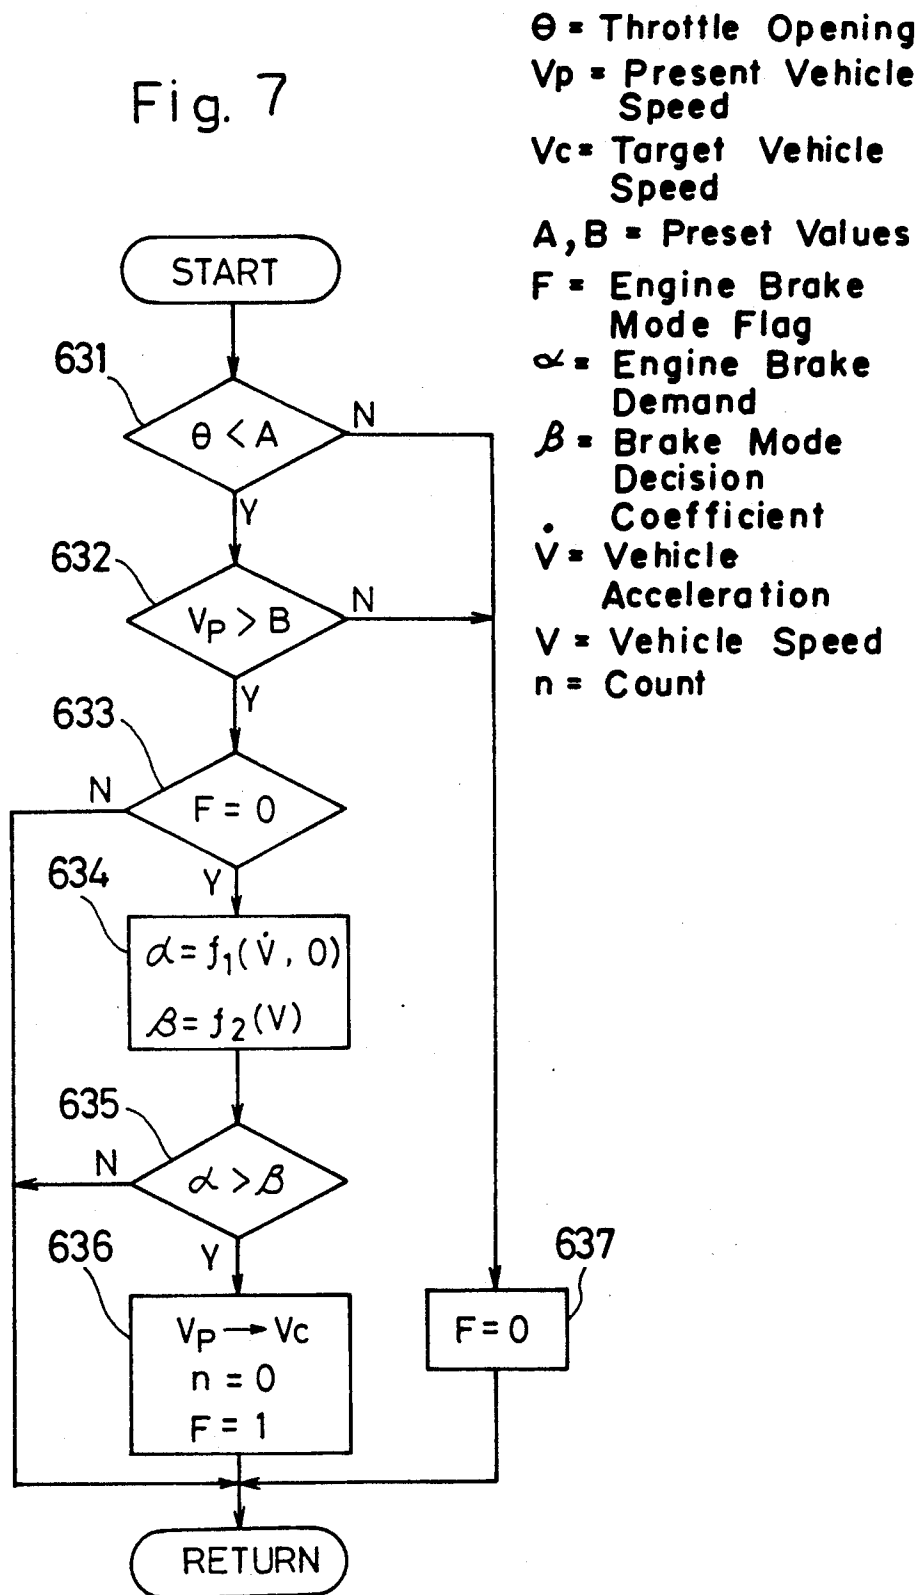 Fig. 7
θ = Throttle Opening
Vp = Present Vehicle
Speed
Vc = Target Vehicle
Speed
A, B = Preset Values
F = Engine Brake
Mode Flag
α = Engine Brake
Demand
β = Brake Mode
Decision
Coefficient
V̇ = Vehicle
Acceleration
V = Vehicle Speed
n = Count
START
631
θ < A
N
Y
632
VP > B
N
Y
633
N
F = 0
Y
634
α = f1(V̇, 0)
β = f2(V)
635
N
α > β
Y
636
VP → Vc
n = 0
F = 1
637
F = 0
RETURN